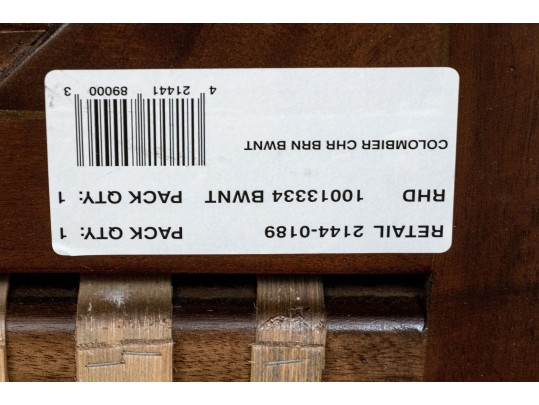 RETAIL 2144-0189 PACK QTY: 1
RHD 10013334 BWNT PACK QTY: 1
COLOMBIER CHR BRN BWNT
4 21441 89000 3